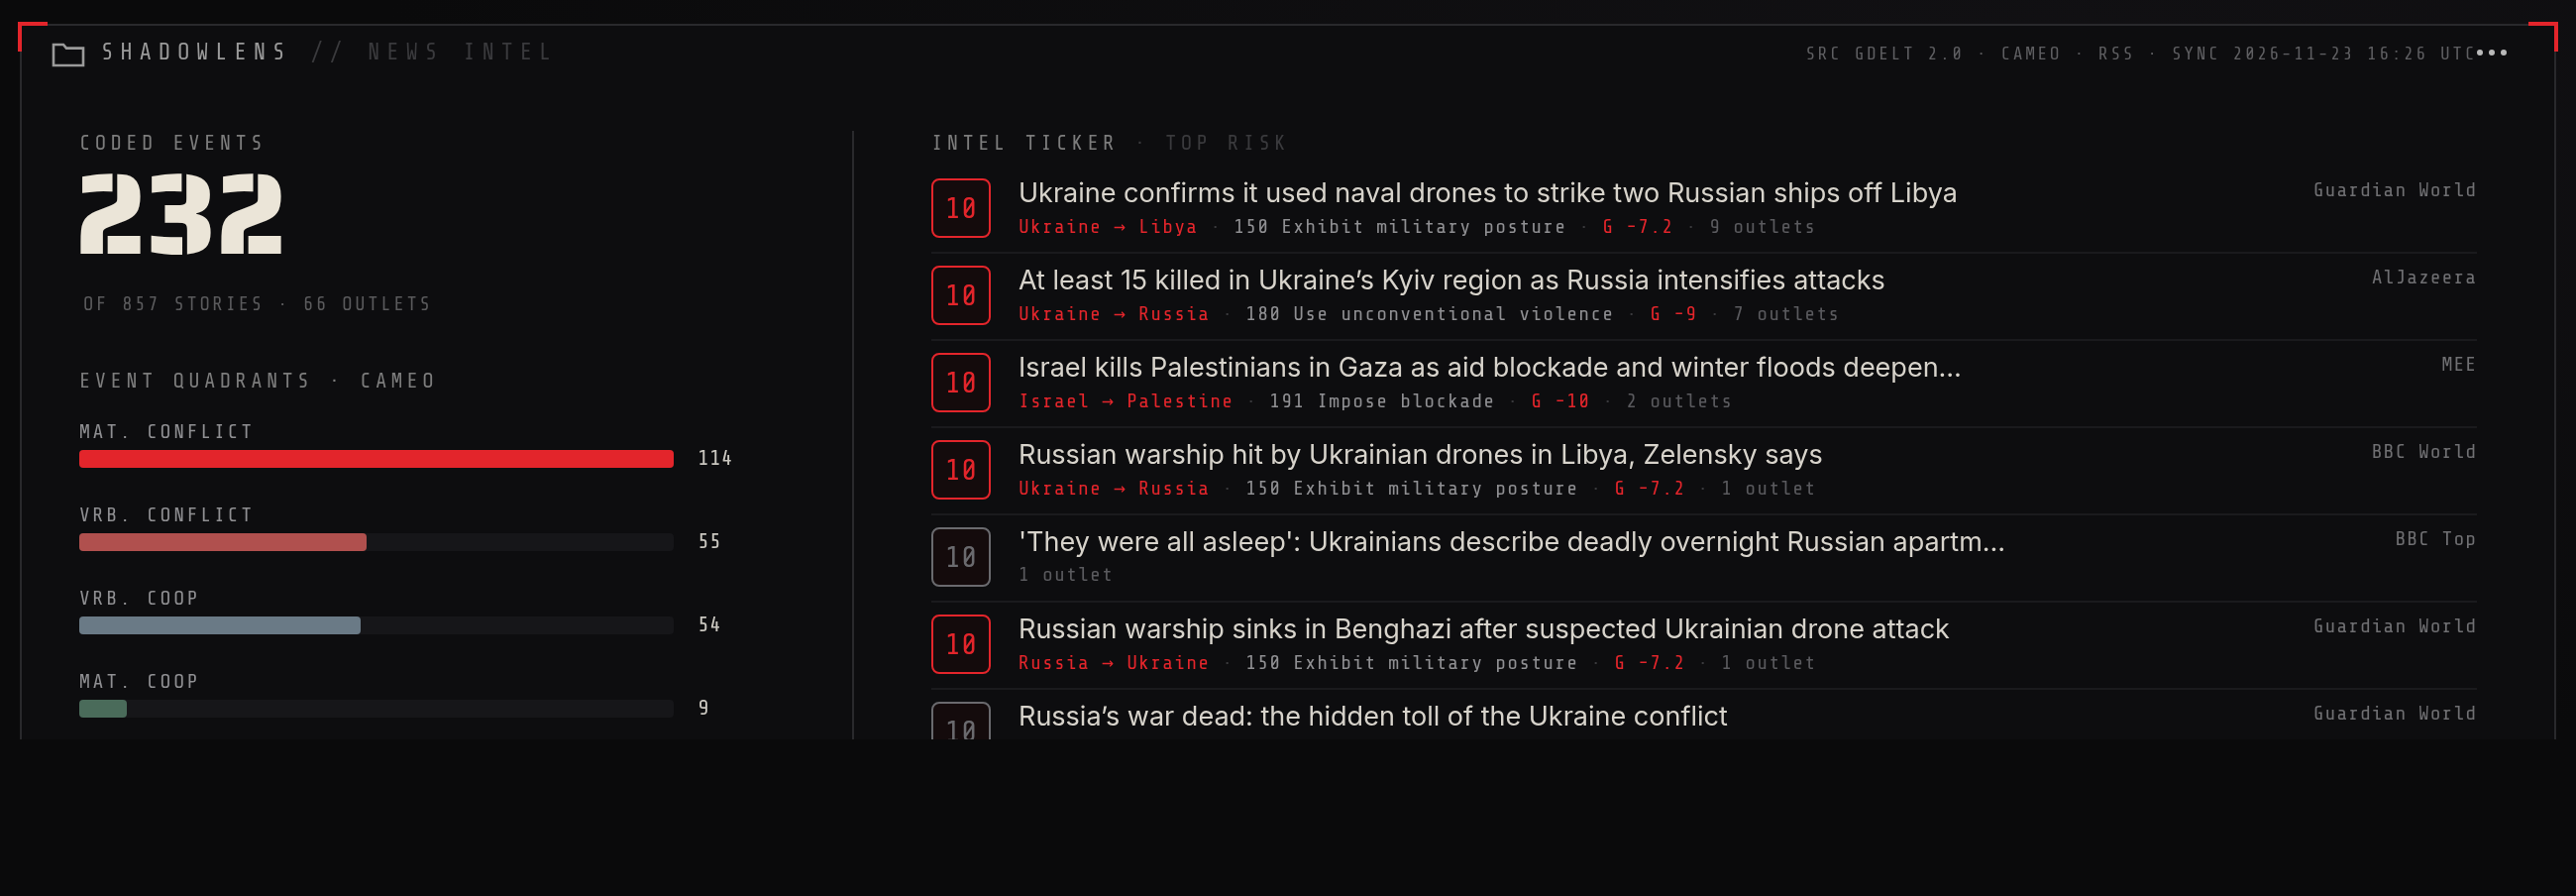 SHADOWLENS // NEWS INTEL
SRC GDELT 2.0 · CAMEO · RSS · SYNC 2026-11-23 16:26 UTC•••
CODED EVENTS
232
OF 857 STORIES · 66 OUTLETS
EVENT QUADRANTS · CAMEO
MAT. CONFLICT
114
VRB. CONFLICT
55
VRB. COOP
54
MAT. COOP
9
INTEL TICKER · TOP RISK
10
Ukraine confirms it used naval drones to strike two Russian ships off Libya
Guardian World
Ukraine → Libya · 150 Exhibit military posture · G -7.2 · 9 outlets
10
At least 15 killed in Ukraine’s Kyiv region as Russia intensifies attacks
AlJazeera
Ukraine → Russia · 180 Use unconventional violence · G -9 · 7 outlets
10
Israel kills Palestinians in Gaza as aid blockade and winter floods deepen…
MEE
Israel → Palestine · 191 Impose blockade · G -10 · 2 outlets
10
Russian warship hit by Ukrainian drones in Libya, Zelensky says
BBC World
Ukraine → Russia · 150 Exhibit military posture · G -7.2 · 1 outlet
10
'They were all asleep': Ukrainians describe deadly overnight Russian apartm…
BBC Top
1 outlet
10
Russian warship sinks in Benghazi after suspected Ukrainian drone attack
Guardian World
Russia → Ukraine · 150 Exhibit military posture · G -7.2 · 1 outlet
10
Russia’s war dead: the hidden toll of the Ukraine conflict
Guardian World